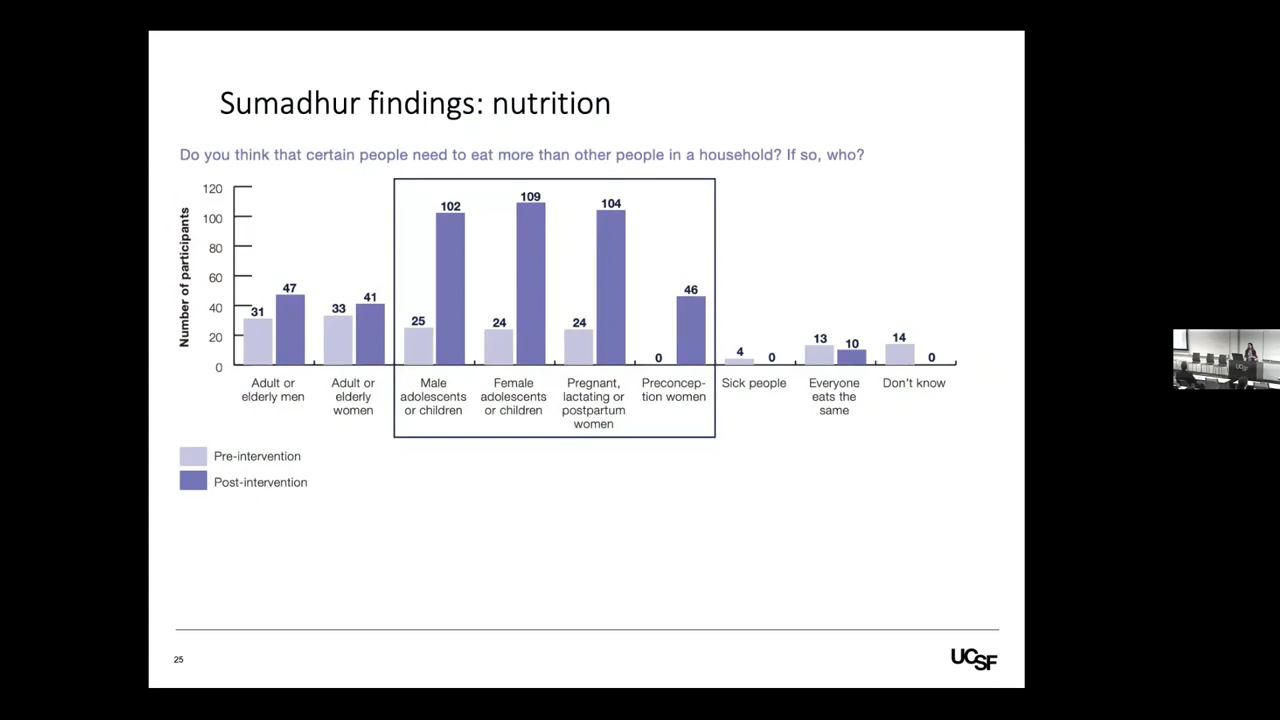 Sumadhur findings: nutrition
Do you think that certain people need to eat more than other people in a household? If so, who?
Number of participants
120
100
80
60
40
20
0
31
47
33
41
25
102
24
109
24
104
0
46
4
0
13
10
14
0
Adult or
elderly men
Adult or
elderly
women
Male
adolescents
or children
Female
adolescents
or children
Pregnant,
lactating or
postpartum
women
Preconcep-
tion women
Sick people
Everyone
eats the
same
Don't know
Pre-intervention
Post-intervention
25
UCSF
UCSF